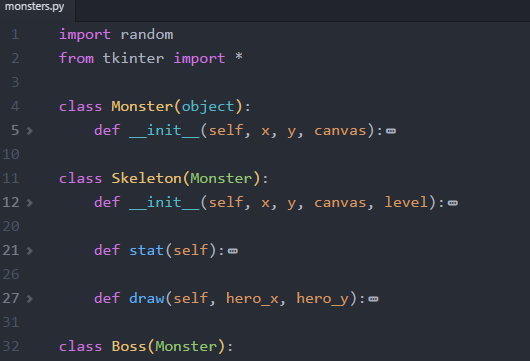 monsters.py
1 import random
2 from tkinter import *
3
4 class Monster(object):
5 def __init__(self, x, y, canvas):
10
11 class Skeleton(Monster):
12 def __init__(self, x, y, canvas, level):
20
21 def stat(self):
26
27 def draw(self, hero_x, hero_y):
31
32 class Boss(Monster):